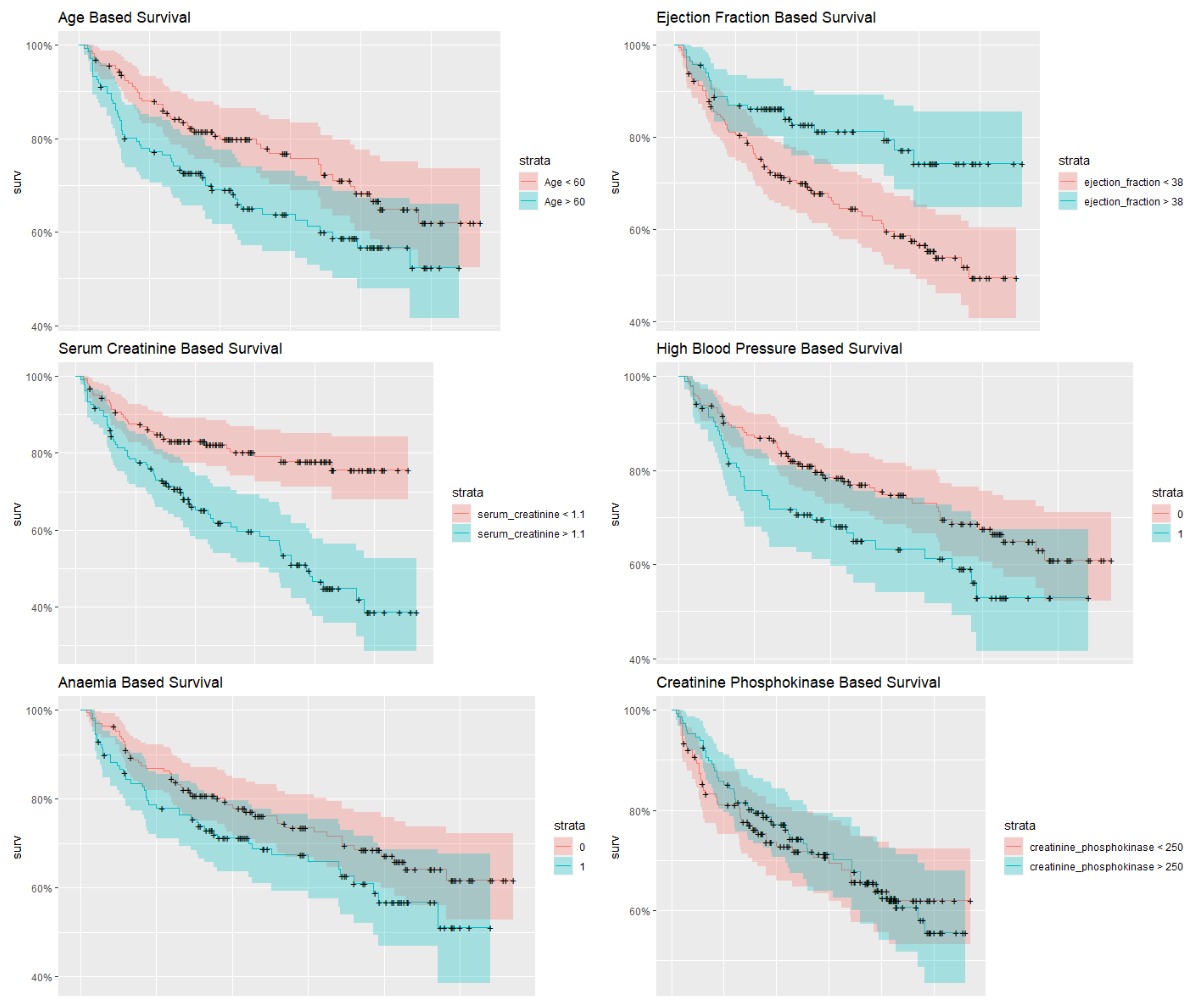 Age Based Survival
100%
80%
60%
40%
surv
strata
Age < 60
Age > 60
Ejection Fraction Based Survival
100%
80%
60%
40%
surv
strata
ejection_fraction < 38
ejection_fraction > 38
Serum Creatinine Based Survival
100%
80%
60%
40%
surv
strata
serum_creatinine < 1.1
serum_creatinine > 1.1
High Blood Pressure Based Survival
100%
80%
60%
40%
surv
strata
0
1
Anaemia Based Survival
100%
80%
60%
40%
surv
strata
0
1
Creatinine Phosphokinase Based Survival
100%
80%
60%
surv
strata
creatinine_phosphokinase < 250
creatinine_phosphokinase > 250